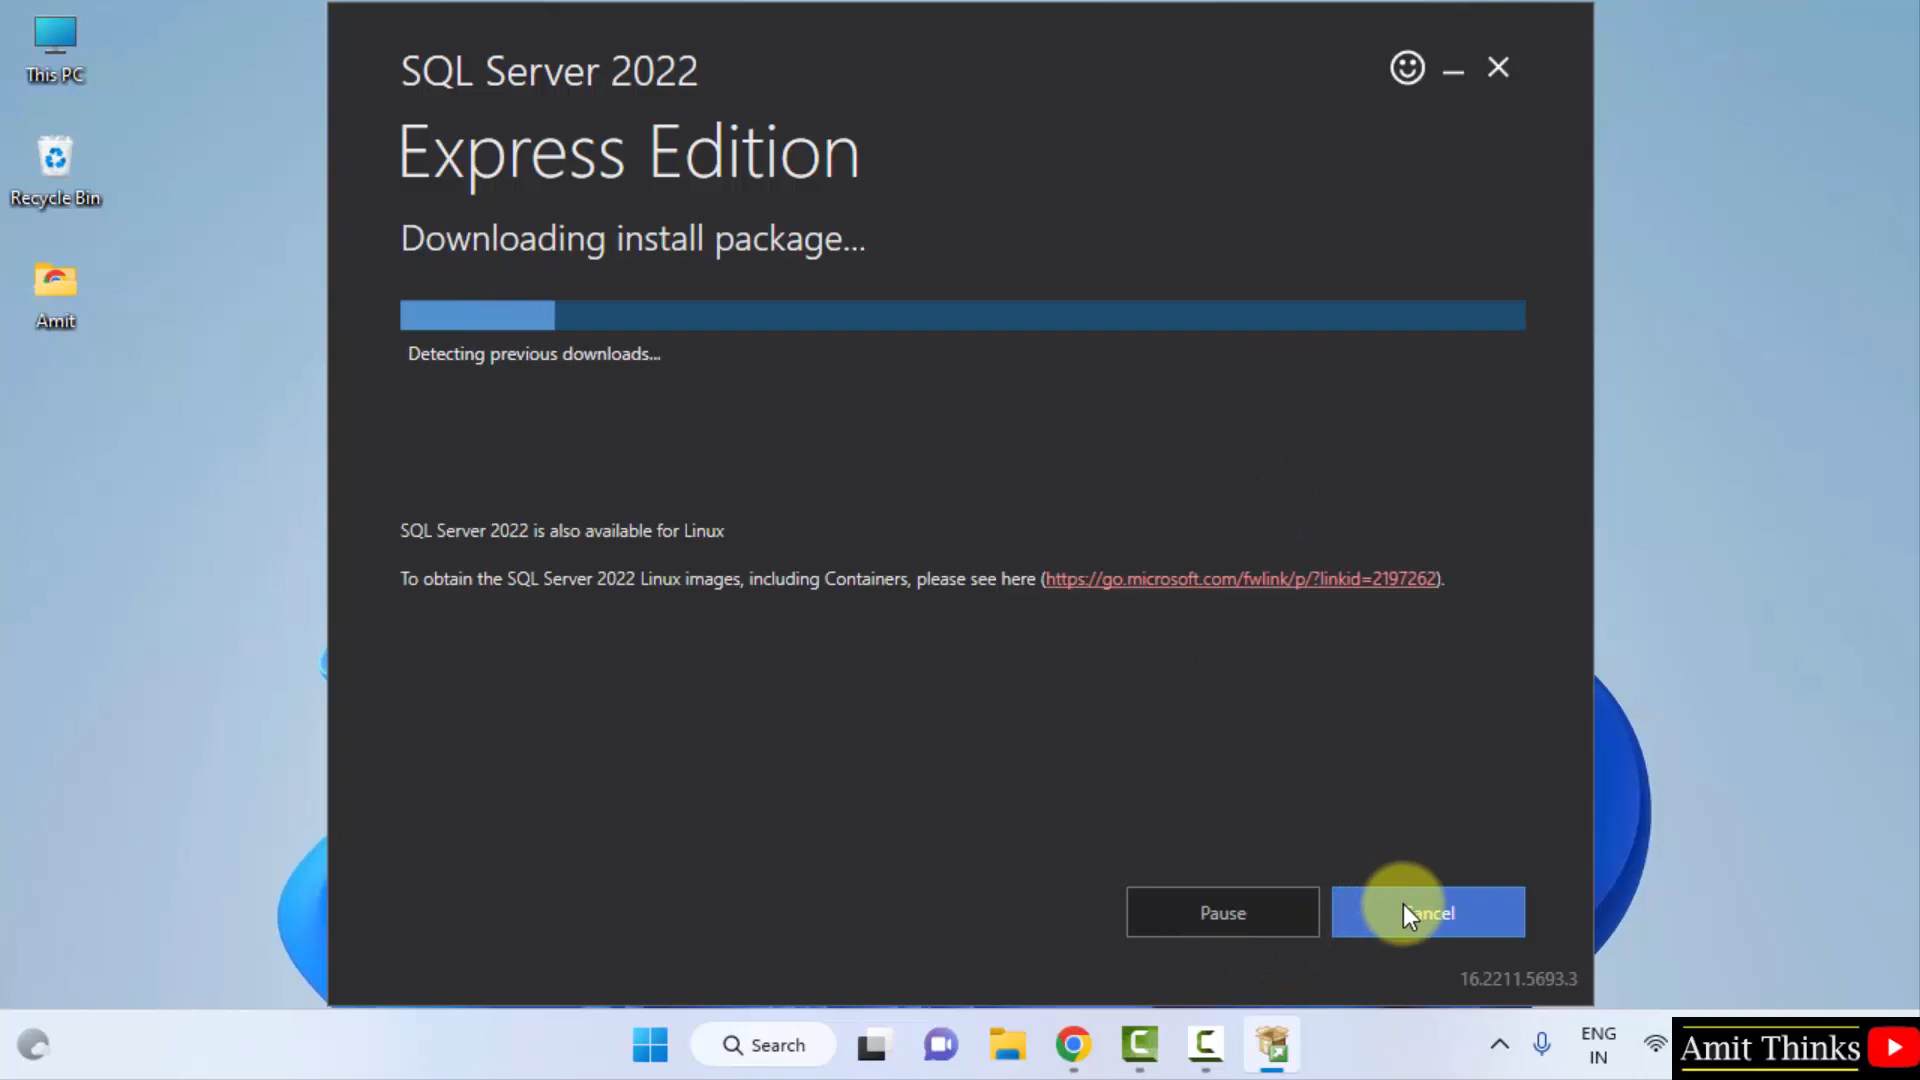 This PC
Recycle Bin
Amit
SQL Server 2022
Express Edition
Downloading install package...
Detecting previous downloads...
SQL Server 2022 is also available for Linux
To obtain the SQL Server 2022 Linux images, including Containers, please see here (https://go.microsoft.com/fwlink/p/?linkid=2197262).
Pause
16.2211.5693.3
Search
ENG
IN
Amit Thinks